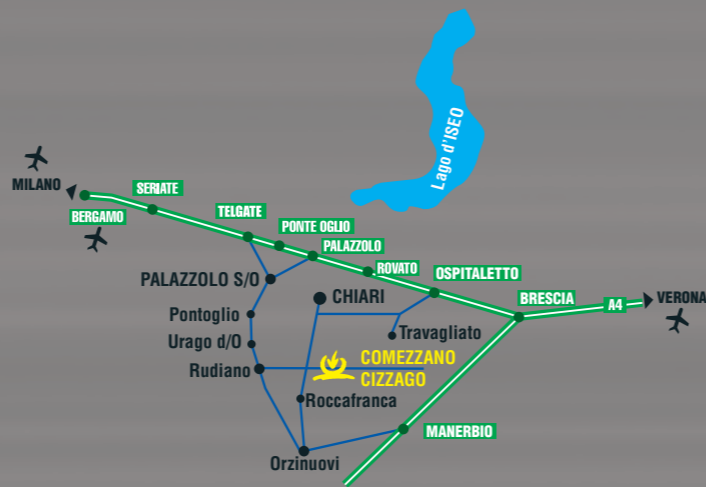 Lago d'ISEO
MILANO
SERIATE
BERGAMO
TELGATE
PONTE OGLIO
PALAZZOLO
ROVATO
OSPITALETTO
PALAZZOLO S/O
CHIARI
BRESCIA
A4
VERONA
Pontoglio
Travagliato
Urago d/O
COMEZZANO
CIZZAGO
Rudiano
Roccafranca
MANERBIO
Orzinuovi